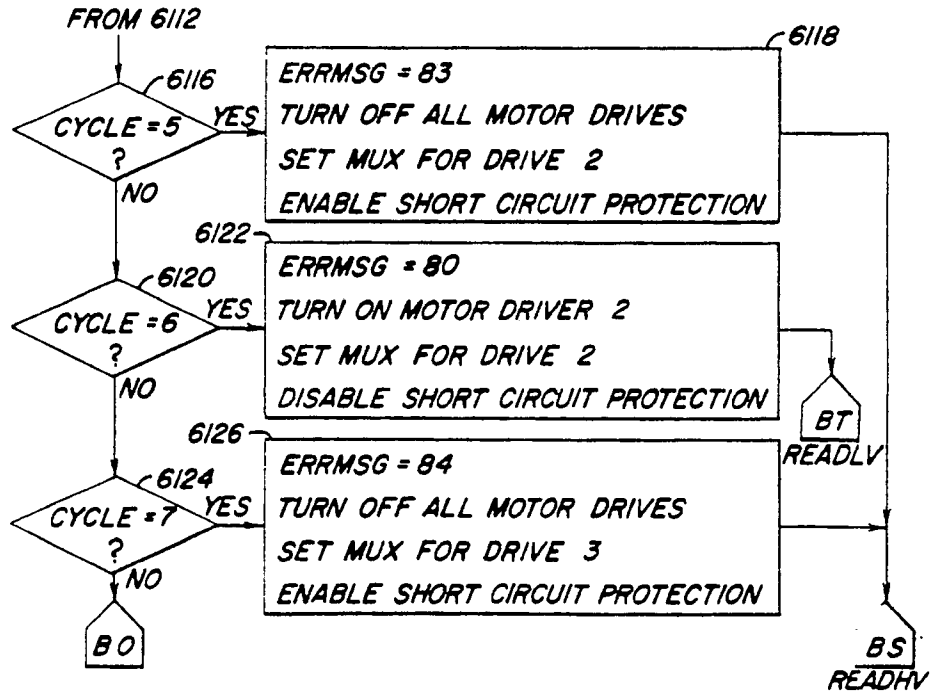 FROM 6112
6116
CYCLE = 5
?
YES
NO
6118
ERRMSG = 83
TURN OFF ALL MOTOR DRIVES
SET MUX FOR DRIVE 2
ENABLE SHORT CIRCUIT PROTECTION
6120
CYCLE = 6
?
YES
NO
6122
ERRMSG = 80
TURN ON MOTOR DRIVER 2
SET MUX FOR DRIVE 2
DISABLE SHORT CIRCUIT PROTECTION
BT
READLV
6124
CYCLE = 7
?
YES
NO
6126
ERRMSG = 84
TURN OFF ALL MOTOR DRIVES
SET MUX FOR DRIVE 3
ENABLE SHORT CIRCUIT PROTECTION
BO
BS
READHV